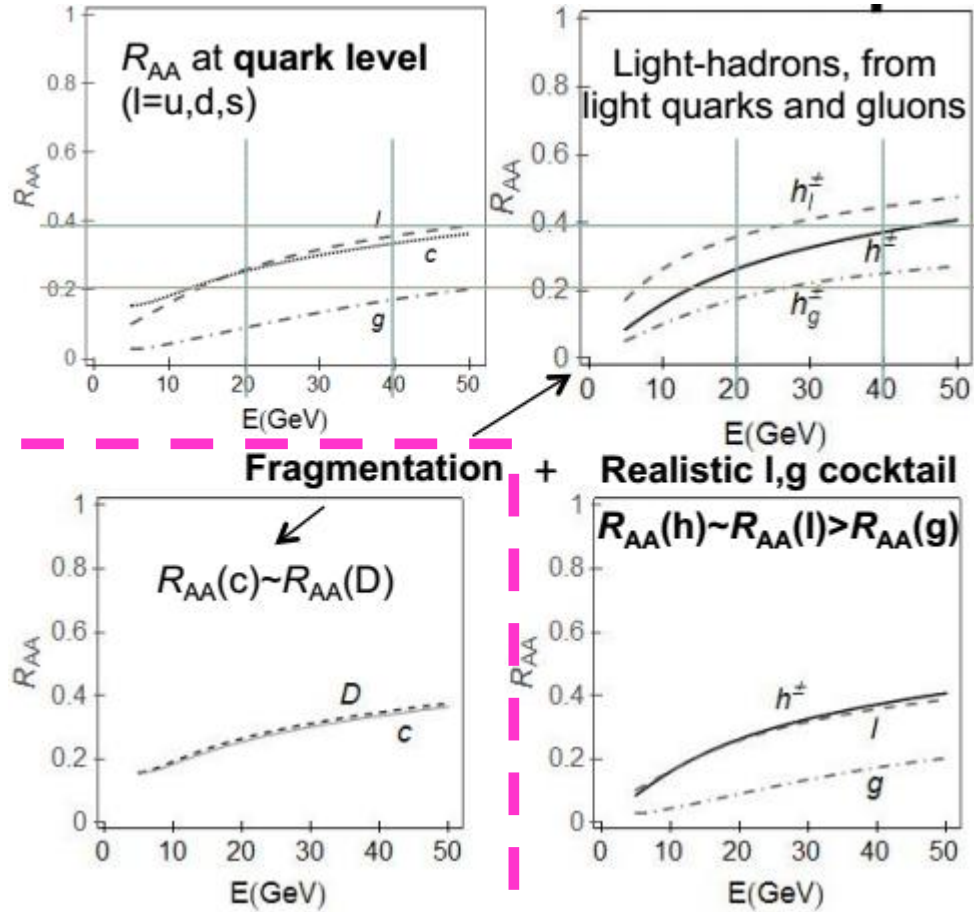 R_AA at quark level
(l=u,d,s)
1
0.8
0.6
0.4
0.2
0
R_AA
l
c
g
0 10 20 30 40 50
E(GeV)
Light-hadrons, from
light quarks and gluons
1
0.8
0.6
0.4
0.2
0
R_AA
h_l^±
h^±
h_g^±
0 10 20 30 40 50
E(GeV)
Fragmentation + Realistic l,g cocktail
R_AA(c)~R_AA(D)
1
0.8
0.6
0.4
0.2
0
R_AA
D
c
0 10 20 30 40 50
E(GeV)
R_AA(h)~R_AA(l)>R_AA(g)
1
0.8
0.6
0.4
0.2
0
R_AA
h^±
l
g
0 10 20 30 40 50
E(GeV)